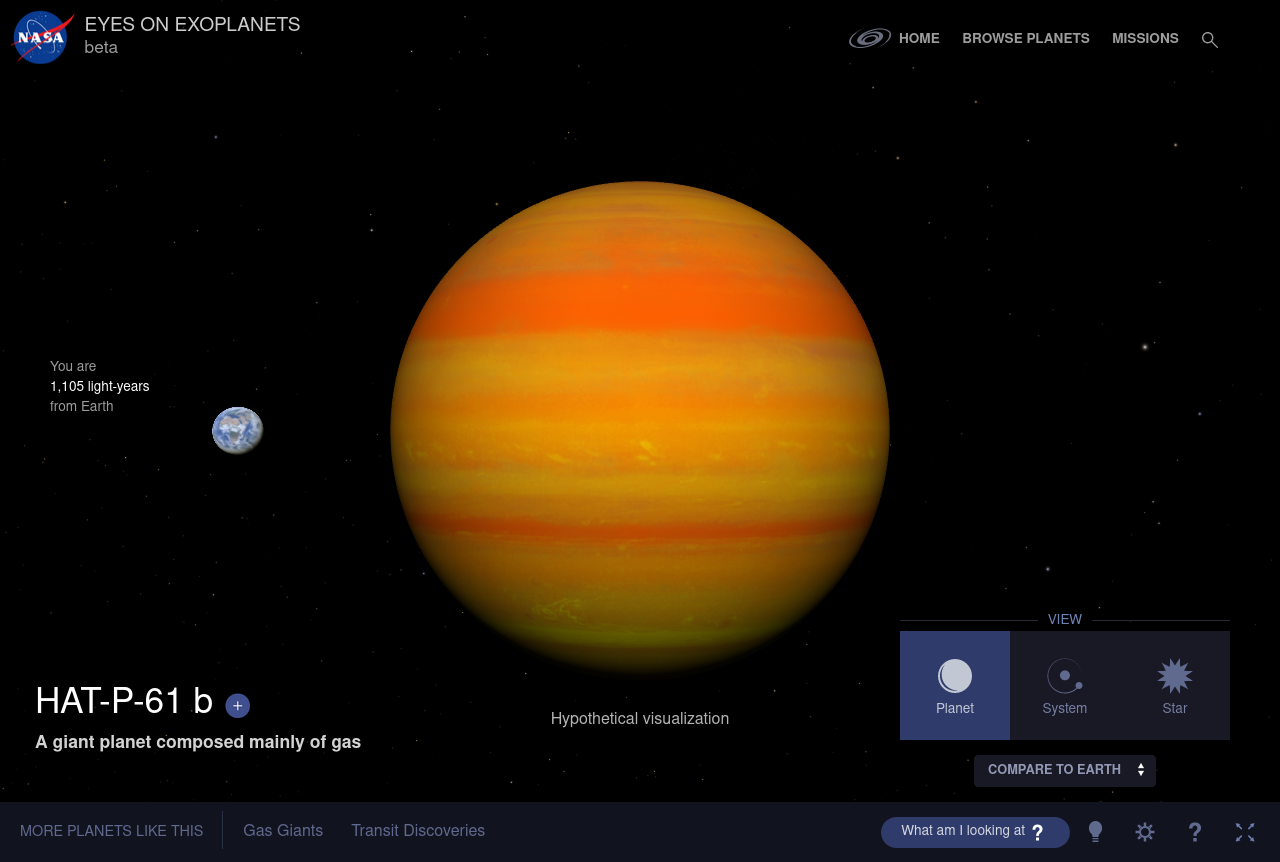 NASA
EYES ON EXOPLANETS
beta
HOME
BROWSE PLANETS
MISSIONS
You are
1,105 light-years
from Earth
VIEW
Planet
System
Star
HAT-P-61 b +
A giant planet composed mainly of gas
Hypothetical visualization
COMPARE TO EARTH
MORE PLANETS LIKE THIS
Gas Giants
Transit Discoveries
What am I looking at ?
?